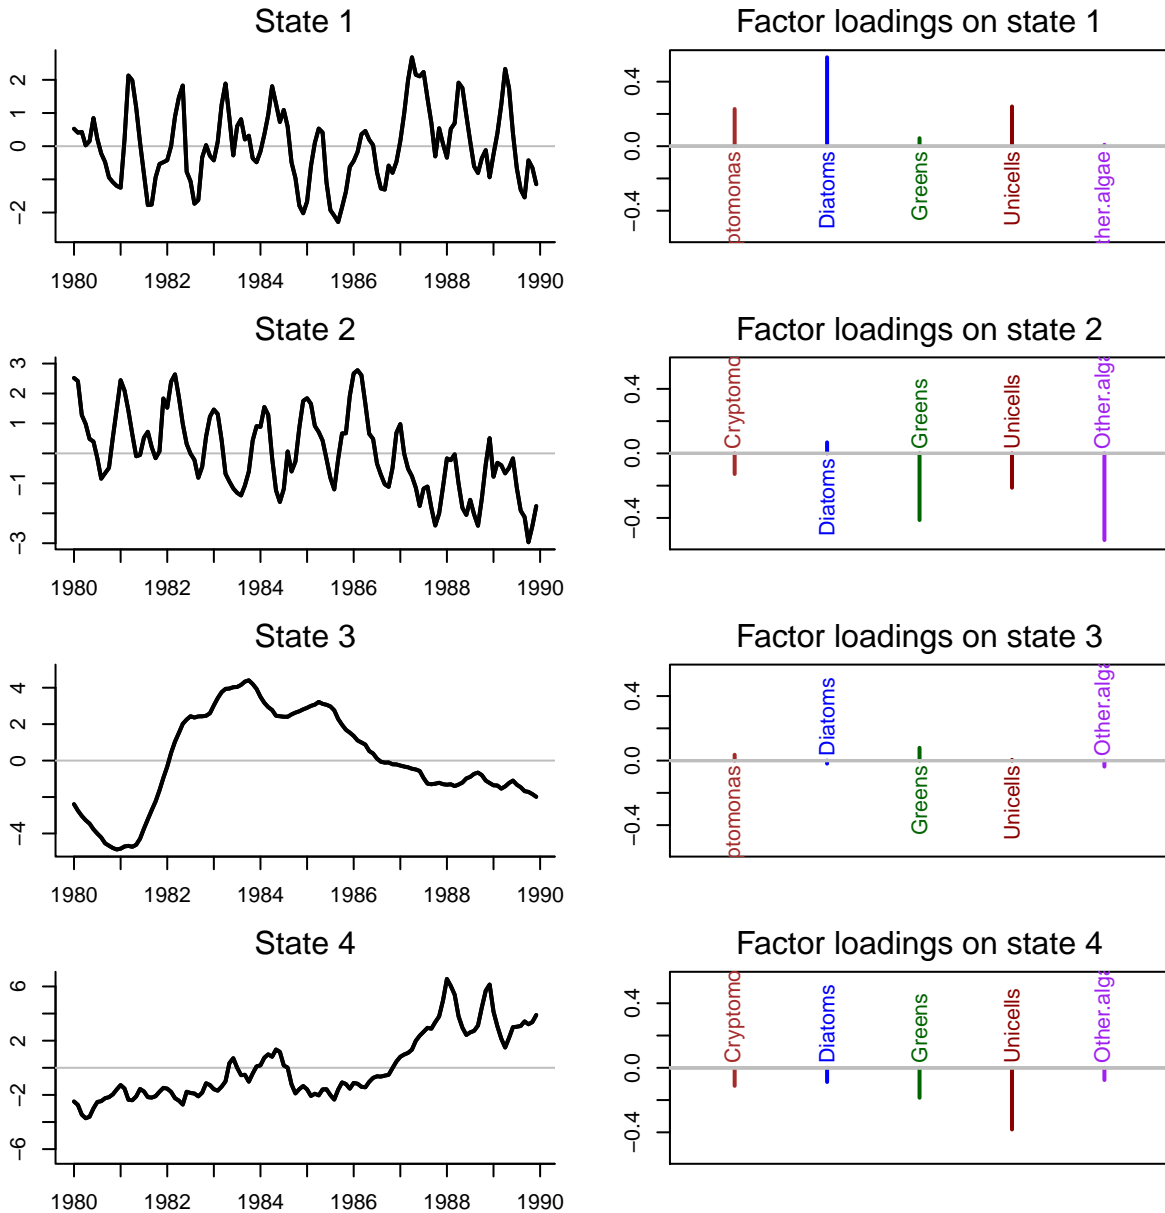 State 1
Factor loadings on state 1
2
1
0
−2
1980 1982 1984 1986 1988 1990
0.4
0.0
−0.4
ptomonas
Diatoms
Greens
Unicells
ther.algae
State 2
Factor loadings on state 2
3
2
1
−1
−3
1980 1982 1984 1986 1988 1990
0.4
0.0
−0.4
Cryptomo
Diatoms
Greens
Unicells
Other.alga
State 3
Factor loadings on state 3
4
2
0
−4
1980 1982 1984 1986 1988 1990
0.4
0.0
−0.4
ptomonas
Diatoms
Greens
Unicells
Other.alga
State 4
Factor loadings on state 4
6
2
−2
−6
1980 1982 1984 1986 1988 1990
0.4
0.0
−0.4
Cryptomo
Diatoms
Greens
Unicells
Other.alga